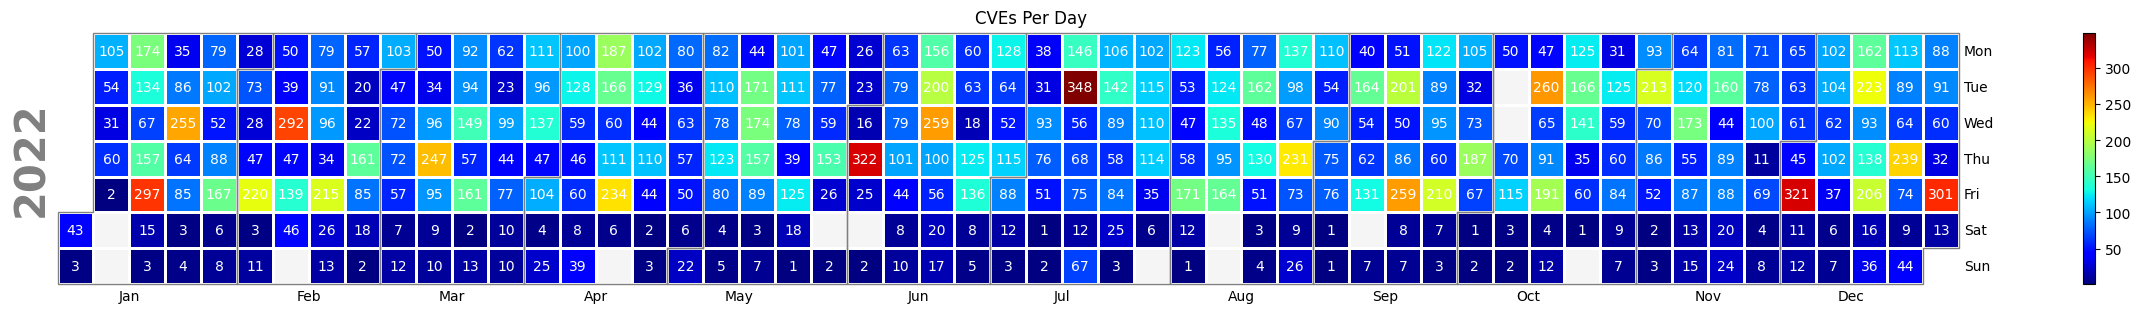 CVEs Per Day
105 174 35 79 28 50 79 57 103 50 92 62 111 100 187 102 80 82 44 101 47 26 63 156 60 128 38 146 106 102 123 56 77 137 110 40 51 122 105 50 47 125 31 93 64 81 71 65 102 162 113 88 Mon
54 134 86 102 73 39 91 20 47 34 94 23 96 128 166 129 36 110 171 111 77 23 79 200 63 64 31 348 142 115 53 124 162 98 54 164 201 89 32 260 166 125 213 120 160 78 63 104 223 89 91 Tue
31 67 255 52 28 292 96 22 72 96 149 99 137 59 60 44 63 78 174 78 59 16 79 259 18 52 93 56 89 110 47 135 48 67 90 54 50 95 73 65 141 59 70 173 44 100 61 62 93 64 60 Wed
60 157 64 88 47 47 34 161 72 247 57 44 47 46 111 110 57 123 157 39 153 322 101 100 125 115 76 68 58 114 58 95 130 231 75 62 86 60 187 70 91 35 60 86 55 89 11 45 102 138 239 32 Thu
2 297 85 167 220 139 215 85 57 95 161 77 104 60 234 44 50 80 89 125 26 25 44 56 136 88 51 75 84 35 171 164 51 73 76 131 259 210 67 115 191 60 84 52 87 88 69 321 37 206 74 301 Fri
43 15 3 6 3 46 26 18 7 9 2 10 4 8 6 2 6 4 3 18 8 20 8 12 1 12 25 6 12 3 9 1 8 7 1 3 4 1 9 2 13 20 4 11 6 16 9 13 Sat
3 3 4 8 11 13 2 12 10 13 10 25 39 3 22 5 7 1 2 2 10 17 5 3 2 67 3 1 4 26 1 7 7 3 2 2 12 7 3 15 24 8 12 7 36 44 Sun
Jan Feb Mar Apr May Jun Jul Aug Sep Oct Nov Dec
2022
300
250
200
150
100
50